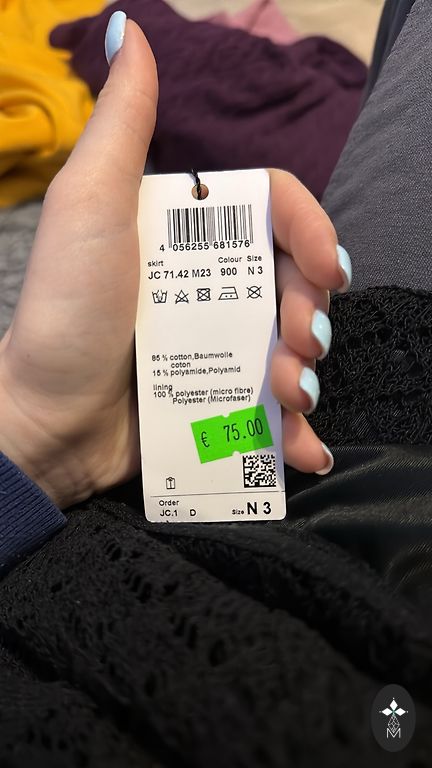 4 056255 681576
skirt Colour Size
JC 71.42 M23 900 N 3
85 % cotton,Baumwolle
coton
15 % polyamide,Polyamid
lining
100 % polyester (micro fibre)
Polyester (Microfaser)
€ 75.00
Order
JC.1 D Size N 3
M